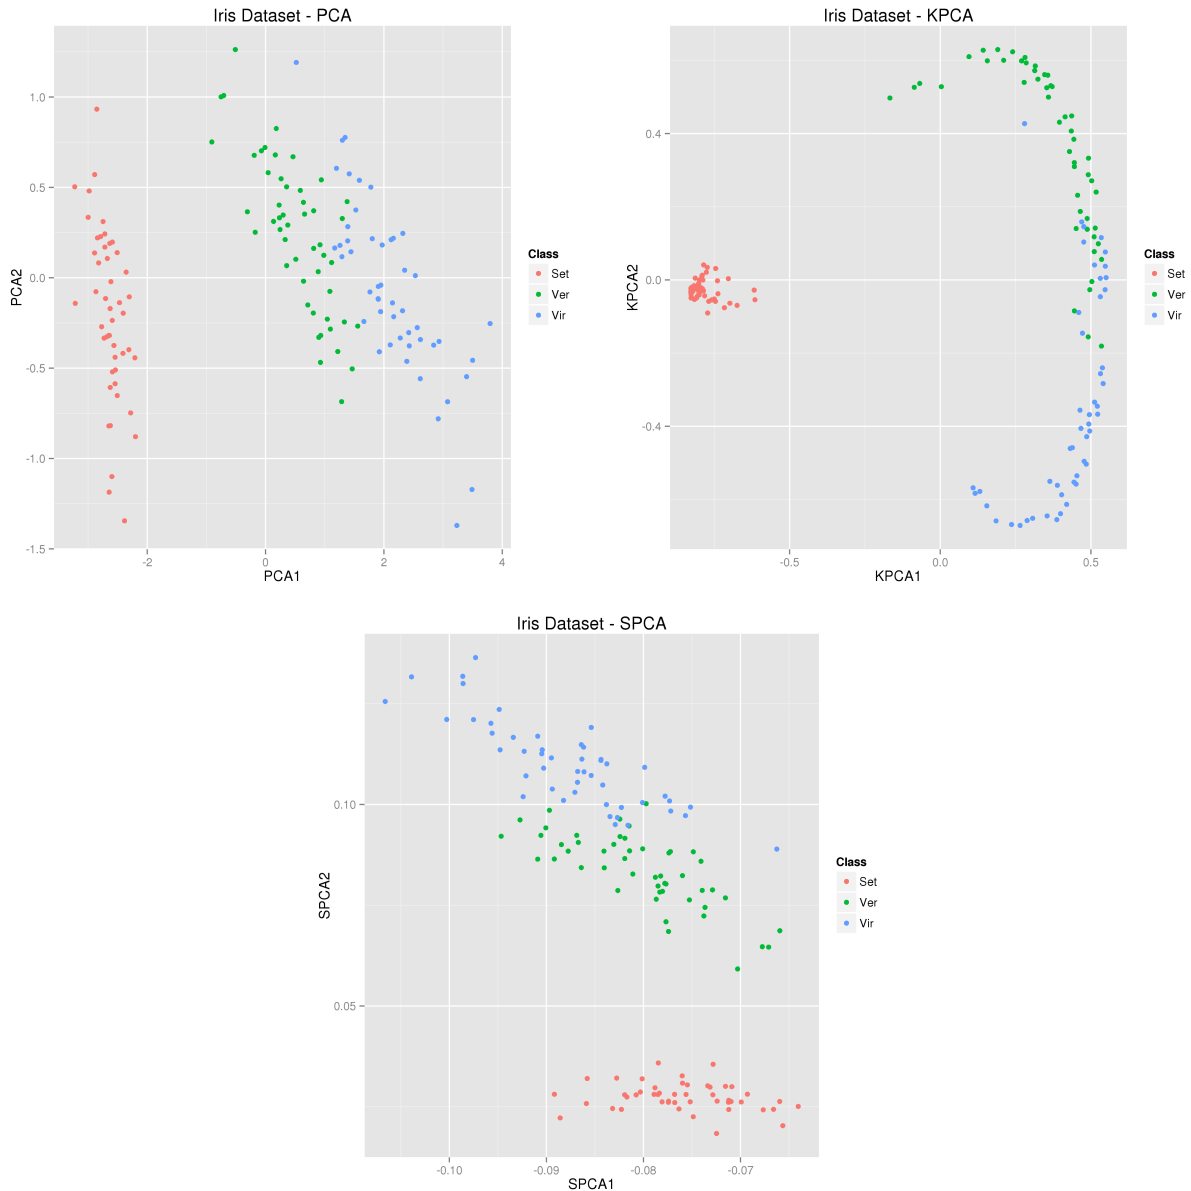 Iris Dataset - PCA
1.0
0.5
0.0
-0.5
-1.0
-1.5
PCA2
-2
0
2
4
PCA1
Class
Set
Ver
Vir
Iris Dataset - KPCA
0.4
0.0
-0.4
KPCA2
-0.5
0.0
0.5
KPCA1
Class
Set
Ver
Vir
Iris Dataset - SPCA
0.10
0.05
SPCA2
-0.10
-0.09
-0.08
-0.07
SPCA1
Class
Set
Ver
Vir